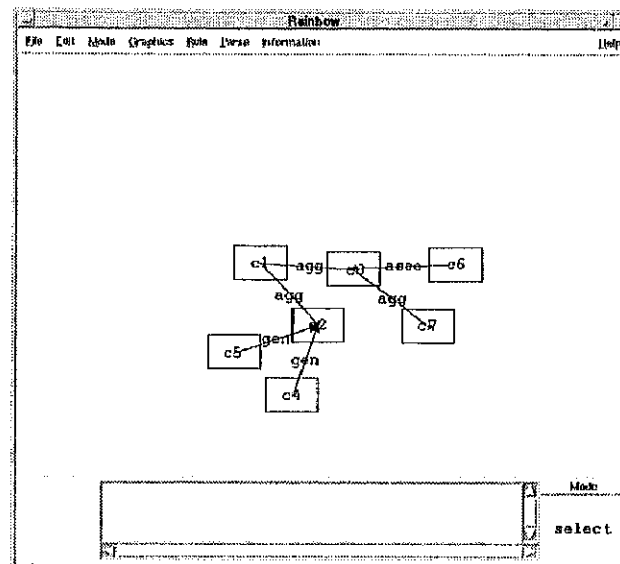 Rainbow
File Edit Mode Graphics Rule Parse Information Help
c1 agg c3 asso c6
agg agg
c2 c7
gen
c5
gen
c4
Mode
select